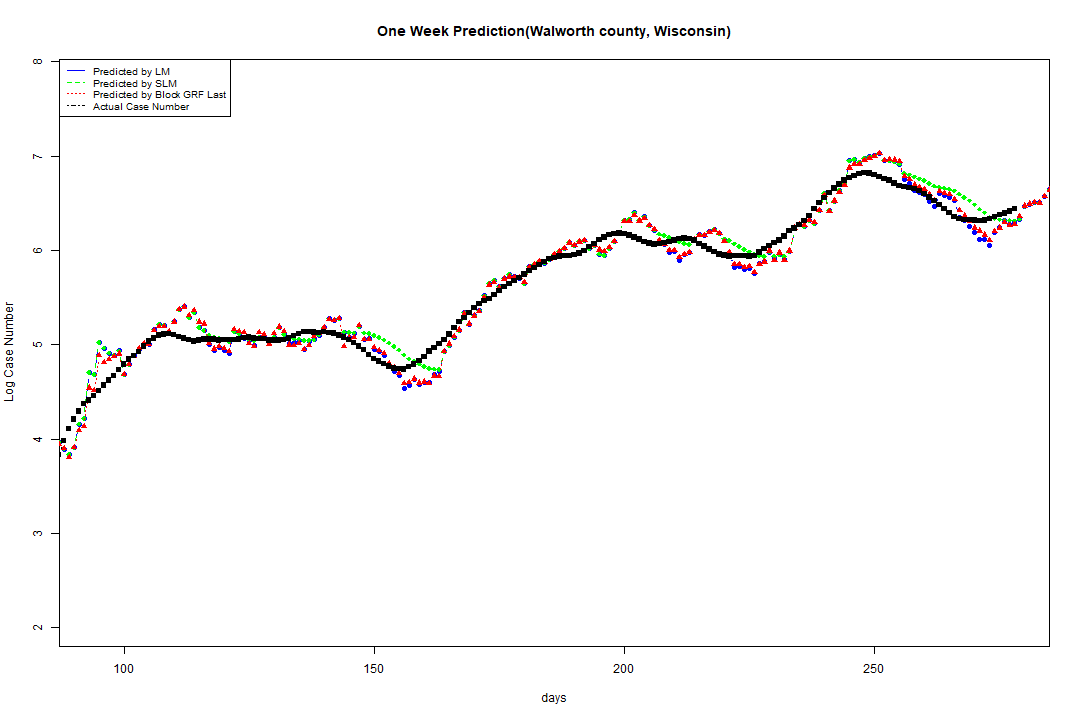 One Week Prediction(Walworth county, Wisconsin)
Predicted by LM
Predicted by SLM
Predicted by Block GRF Last
Actual Case Number
Log Case Number
8
7
6
5
4
3
2
100 150 200 250
days